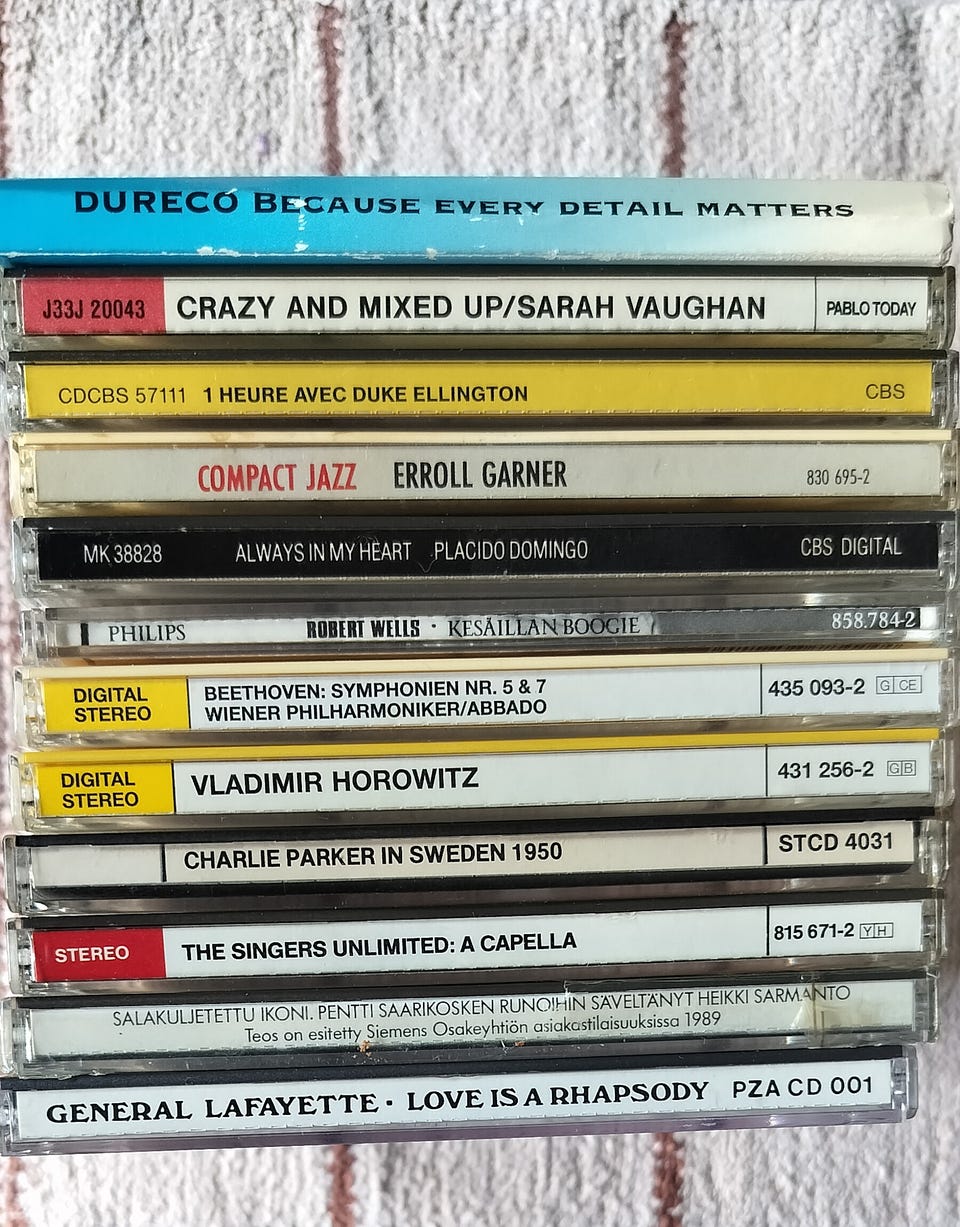 DURECO BECAUSE EVERY DETAIL MATTERS
J33J 20043 CRAZY AND MIXED UP/SARAH VAUGHAN PABLO TODAY
CDCBS 57111 1 HEURE AVEC DUKE ELLINGTON CBS
COMPACT JAZZ ERROLL GARNER 830 695-2
MK 38828 ALWAYS IN MY HEART PLACIDO DOMINGO CBS DIGITAL
PHILIPS ROBERT WELLS · KESÄILLAN BOOGIE 858.784-2
DIGITAL STEREO
BEETHOVEN: SYMPHONIEN NR. 5 & 7
WIENER PHILHARMONIKER/ABBADO
435 093-2 G CE
DIGITAL STEREO
VLADIMIR HOROWITZ
431 256-2 G B
CHARLIE PARKER IN SWEDEN 1950 STCD 4031
STEREO THE SINGERS UNLIMITED: A CAPELLA 815 671-2 Y H
SALAKULJETETTU IKONI. PENTTI SAARIKOSKEN RUNOIHIN SÄVELTÄNYT HEIKKI SARMANTO
Teos on esitetty Siemens Osakeyhtiön asiakastilaisuuksissa 1989
GENERAL LAFAYETTE · LOVE IS A RHAPSODY PZA CD 001